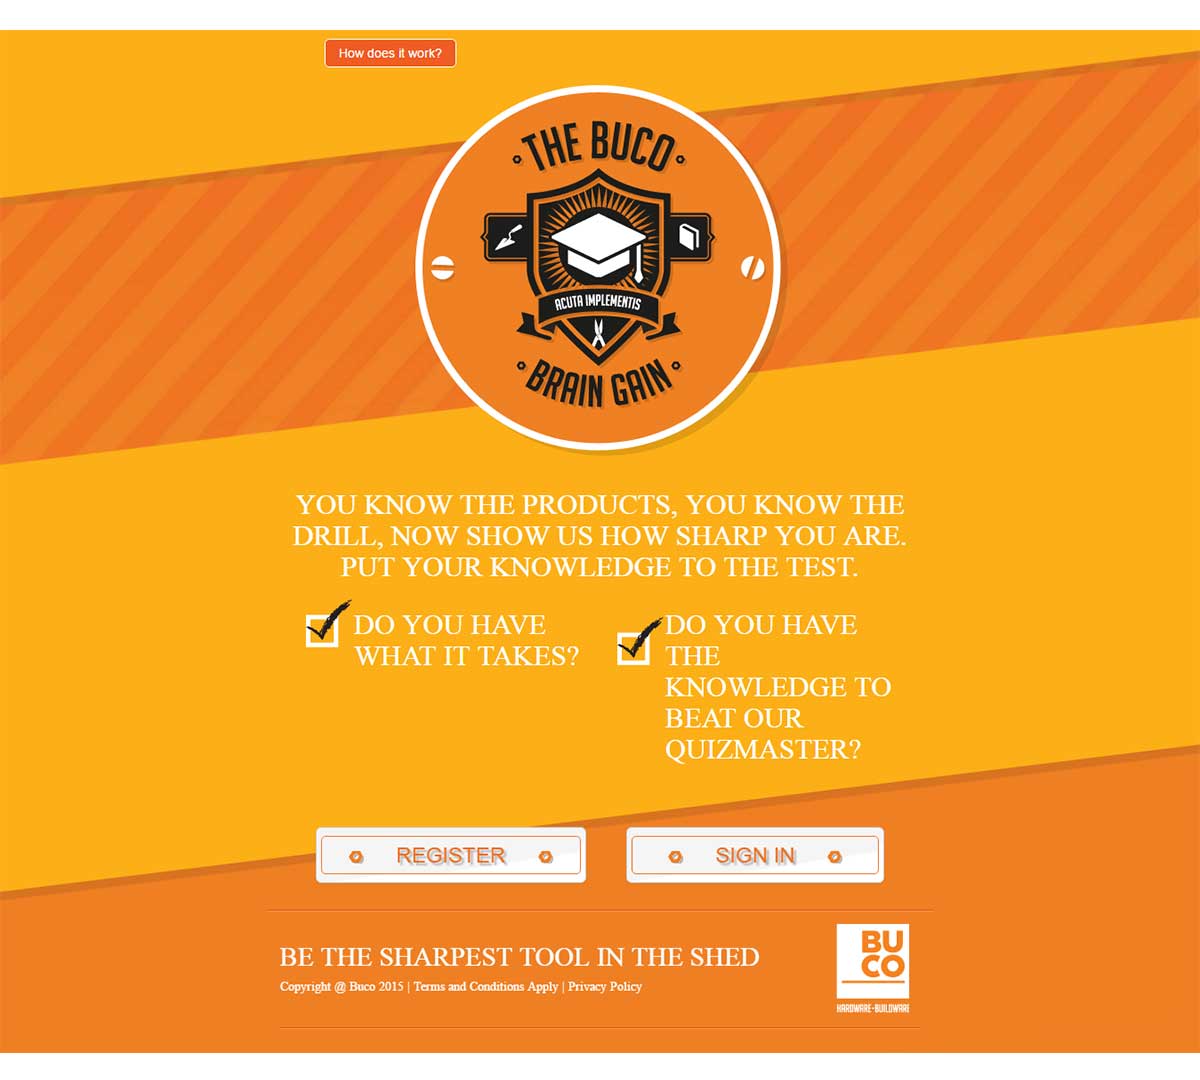 How does it work?
THE BUCO
ACUTA IMPLEMENTIS
BRAIN GAIN
YOU KNOW THE PRODUCTS, YOU KNOW THE
DRILL, NOW SHOW US HOW SHARP YOU ARE.
PUT YOUR KNOWLEDGE TO THE TEST.
DO YOU HAVE
WHAT IT TAKES?
DO YOU HAVE
THE
KNOWLEDGE TO
BEAT OUR
QUIZMASTER?
REGISTER
SIGN IN
BE THE SHARPEST TOOL IN THE SHED
Copyright @ Buco 2015 | Terms and Conditions Apply | Privacy Policy
BU
CO
HARDWARE•BUILDWARE